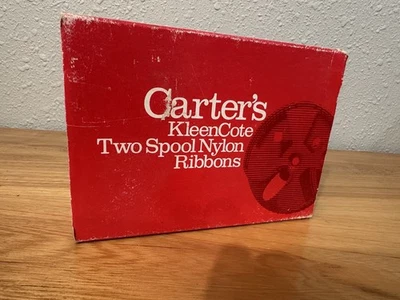 Carter's
KleenCote
Two Spool Nylon
Ribbons